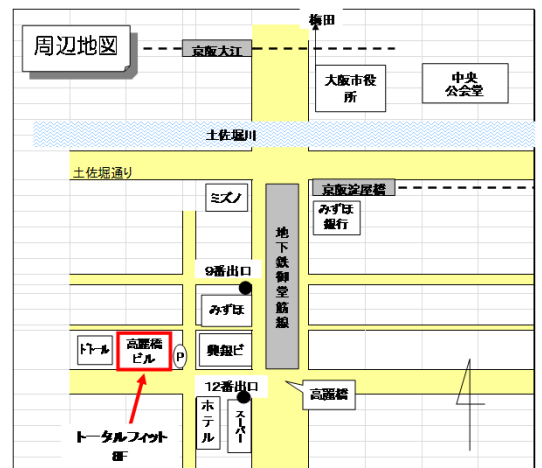 梅田
周辺地図
京阪大江
大阪市役
所
中央
公会堂
土佐堀川
土佐堀通り
ミズノ
京阪淀屋橋
みずほ
銀行
地下鉄御堂筋線
9番出口
みずほ
ドトール
高麗橋
ビル
P
興銀ビ
12番出口
高麗橋
ホテル
スーパー
トータルフィット
8F